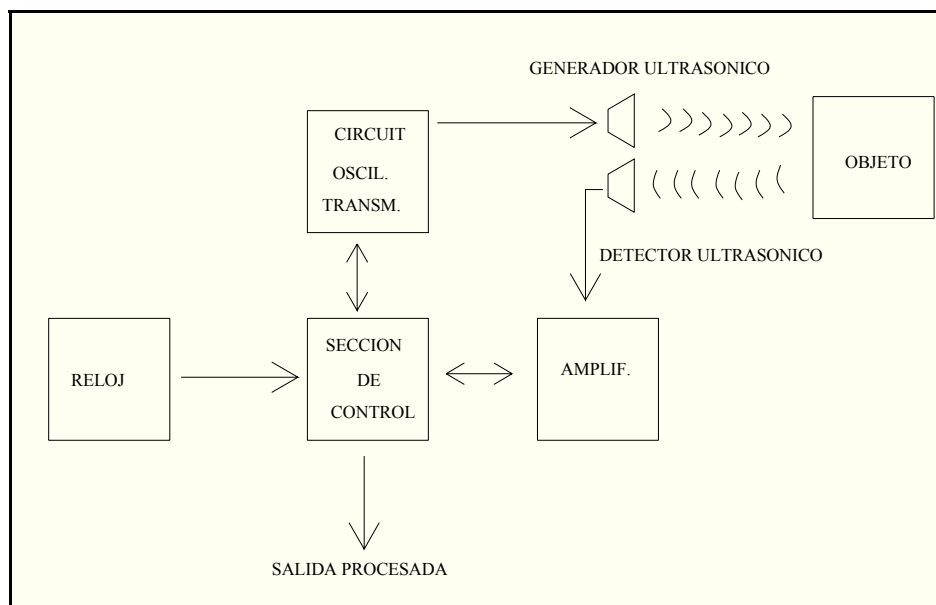 GENERADOR ULTRASONICO
CIRCUIT
OSCIL.
TRANSM.
OBJETO
DETECTOR ULTRASONICO
RELOJ
SECCION
DE
CONTROL
AMPLIF.
SALIDA PROCESADA